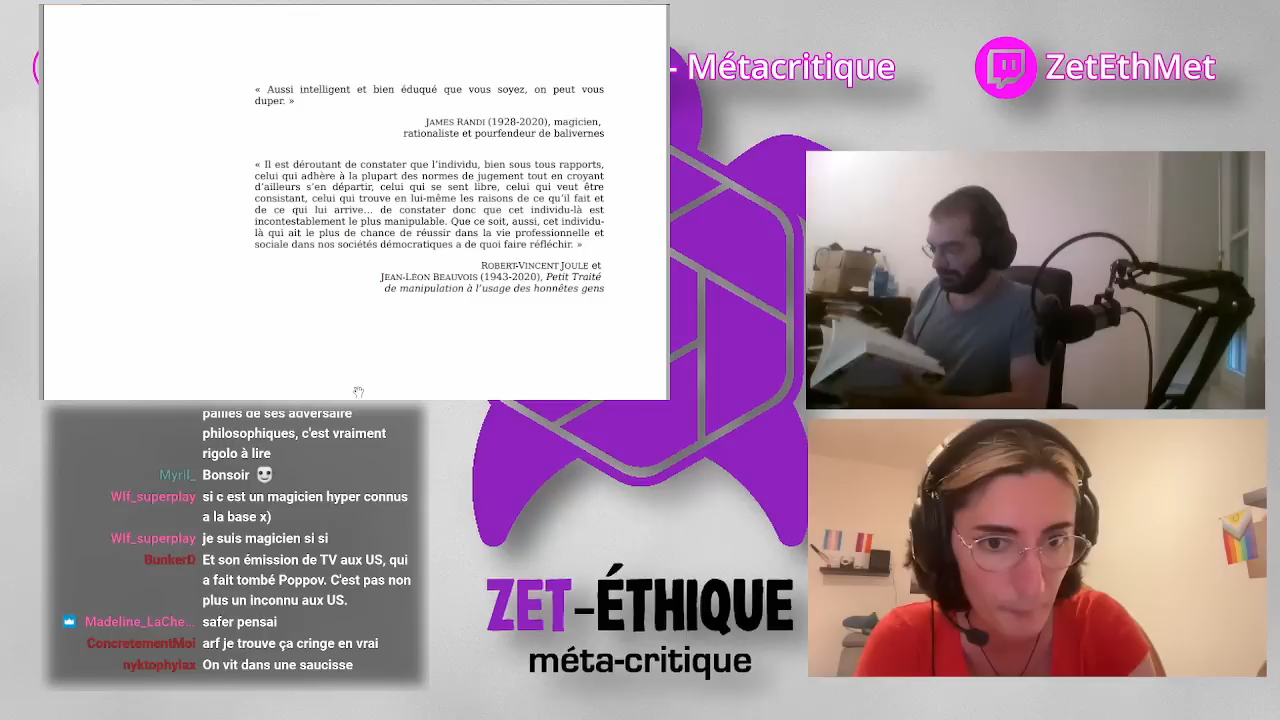 « Aussi intelligent et bien éduqué que vous soyez, on peut vous
duper. »
JAMES RANDI (1928-2020), magicien,
rationaliste et pourfendeur de balivernes
« Il est déroutant de constater que l’individu, bien sous tous rapports,
celui qui adhère à la plupart des normes de jugement tout en croyant
d’ailleurs s’en départir, celui qui se sent libre, celui qui veut être
consistant, celui qui trouve en lui-même les raisons de ce qu’il fait et
de ce qui lui arrive... de constater donc que cet individu-là est
incontestablement le plus manipulable. Que ce soit, aussi, cet individu-
là qui ait le plus de chance de réussir dans la vie professionnelle et
sociale dans nos sociétés démocratiques a de quoi faire réfléchir. »
ROBERT-VINCENT JOULE et
JEAN-LÉON BEAUVOIS (1943-2020), Petit Traité
de manipulation à l’usage des honnêtes gens
- Métacritique
ZetEthMet
pailles de ses adversaire
philosophiques, c'est vraiment
rigolo à lire
Myril_ Bonsoir
Wlf_superplay si c est un magicien hyper connus
a la base x)
Wlf_superplay je suis magicien si si
BunkerD Et son émission de TV aux US, qui
a fait tombé Poppov. C'est pas non
plus un inconnu aux US.
Madeline_LaChe... safer pensai
ConcretementMoi arf je trouve ça cringe en vrai
nyktophylax On vit dans une saucisse
ZET-ÉTHIQUE
méta-critique